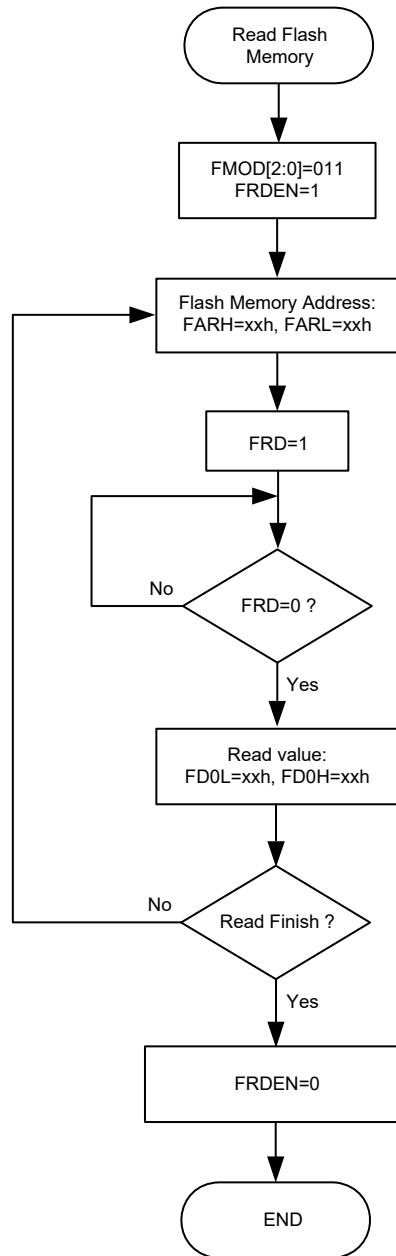 Read Flash
Memory
FMOD[2:0]=011
FRDEN=1
Flash Memory Address:
FARH=xxh, FARL=xxh
FRD=1
No
FRD=0 ?
Yes
Read value:
FD0L=xxh, FD0H=xxh
No
Read Finish ?
Yes
FRDEN=0
END